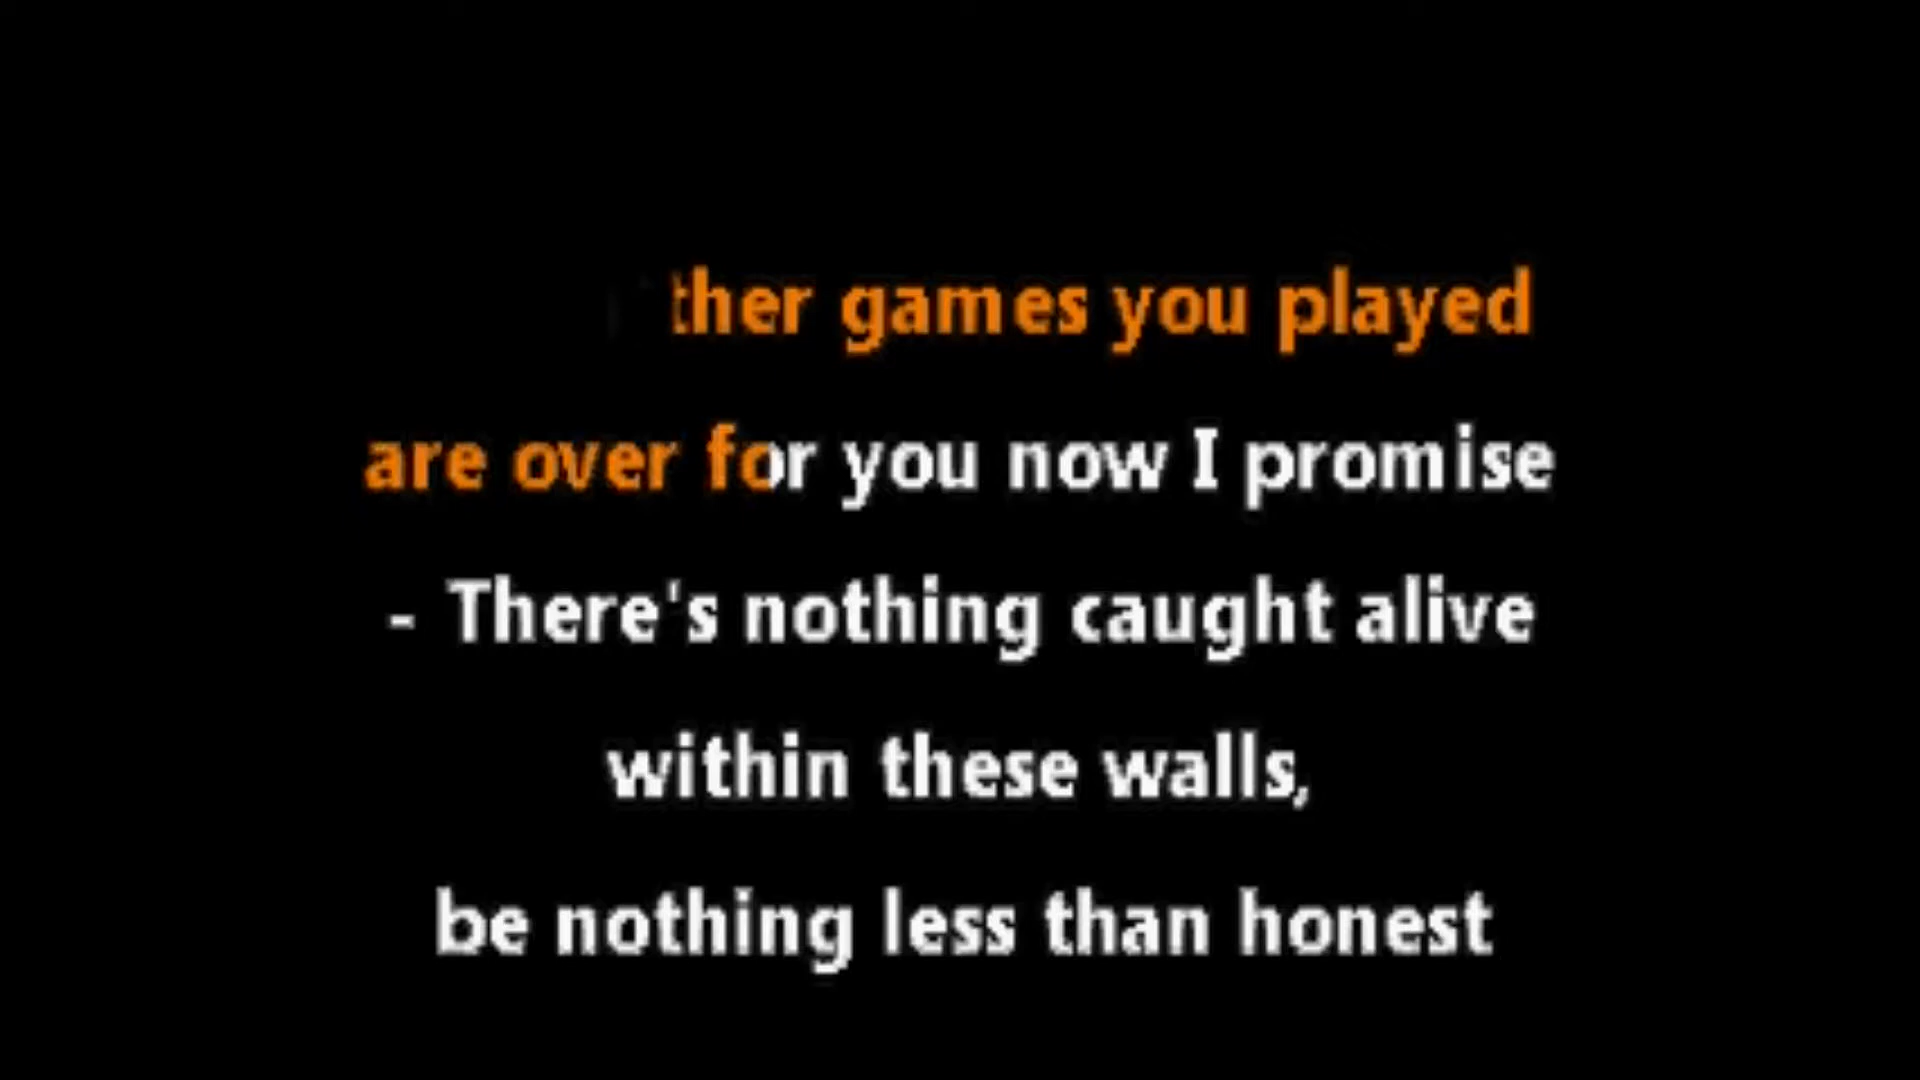 ther games you played
are over for you now I promise
- There's nothing caught alive
within these walls,
be nothing less than honest